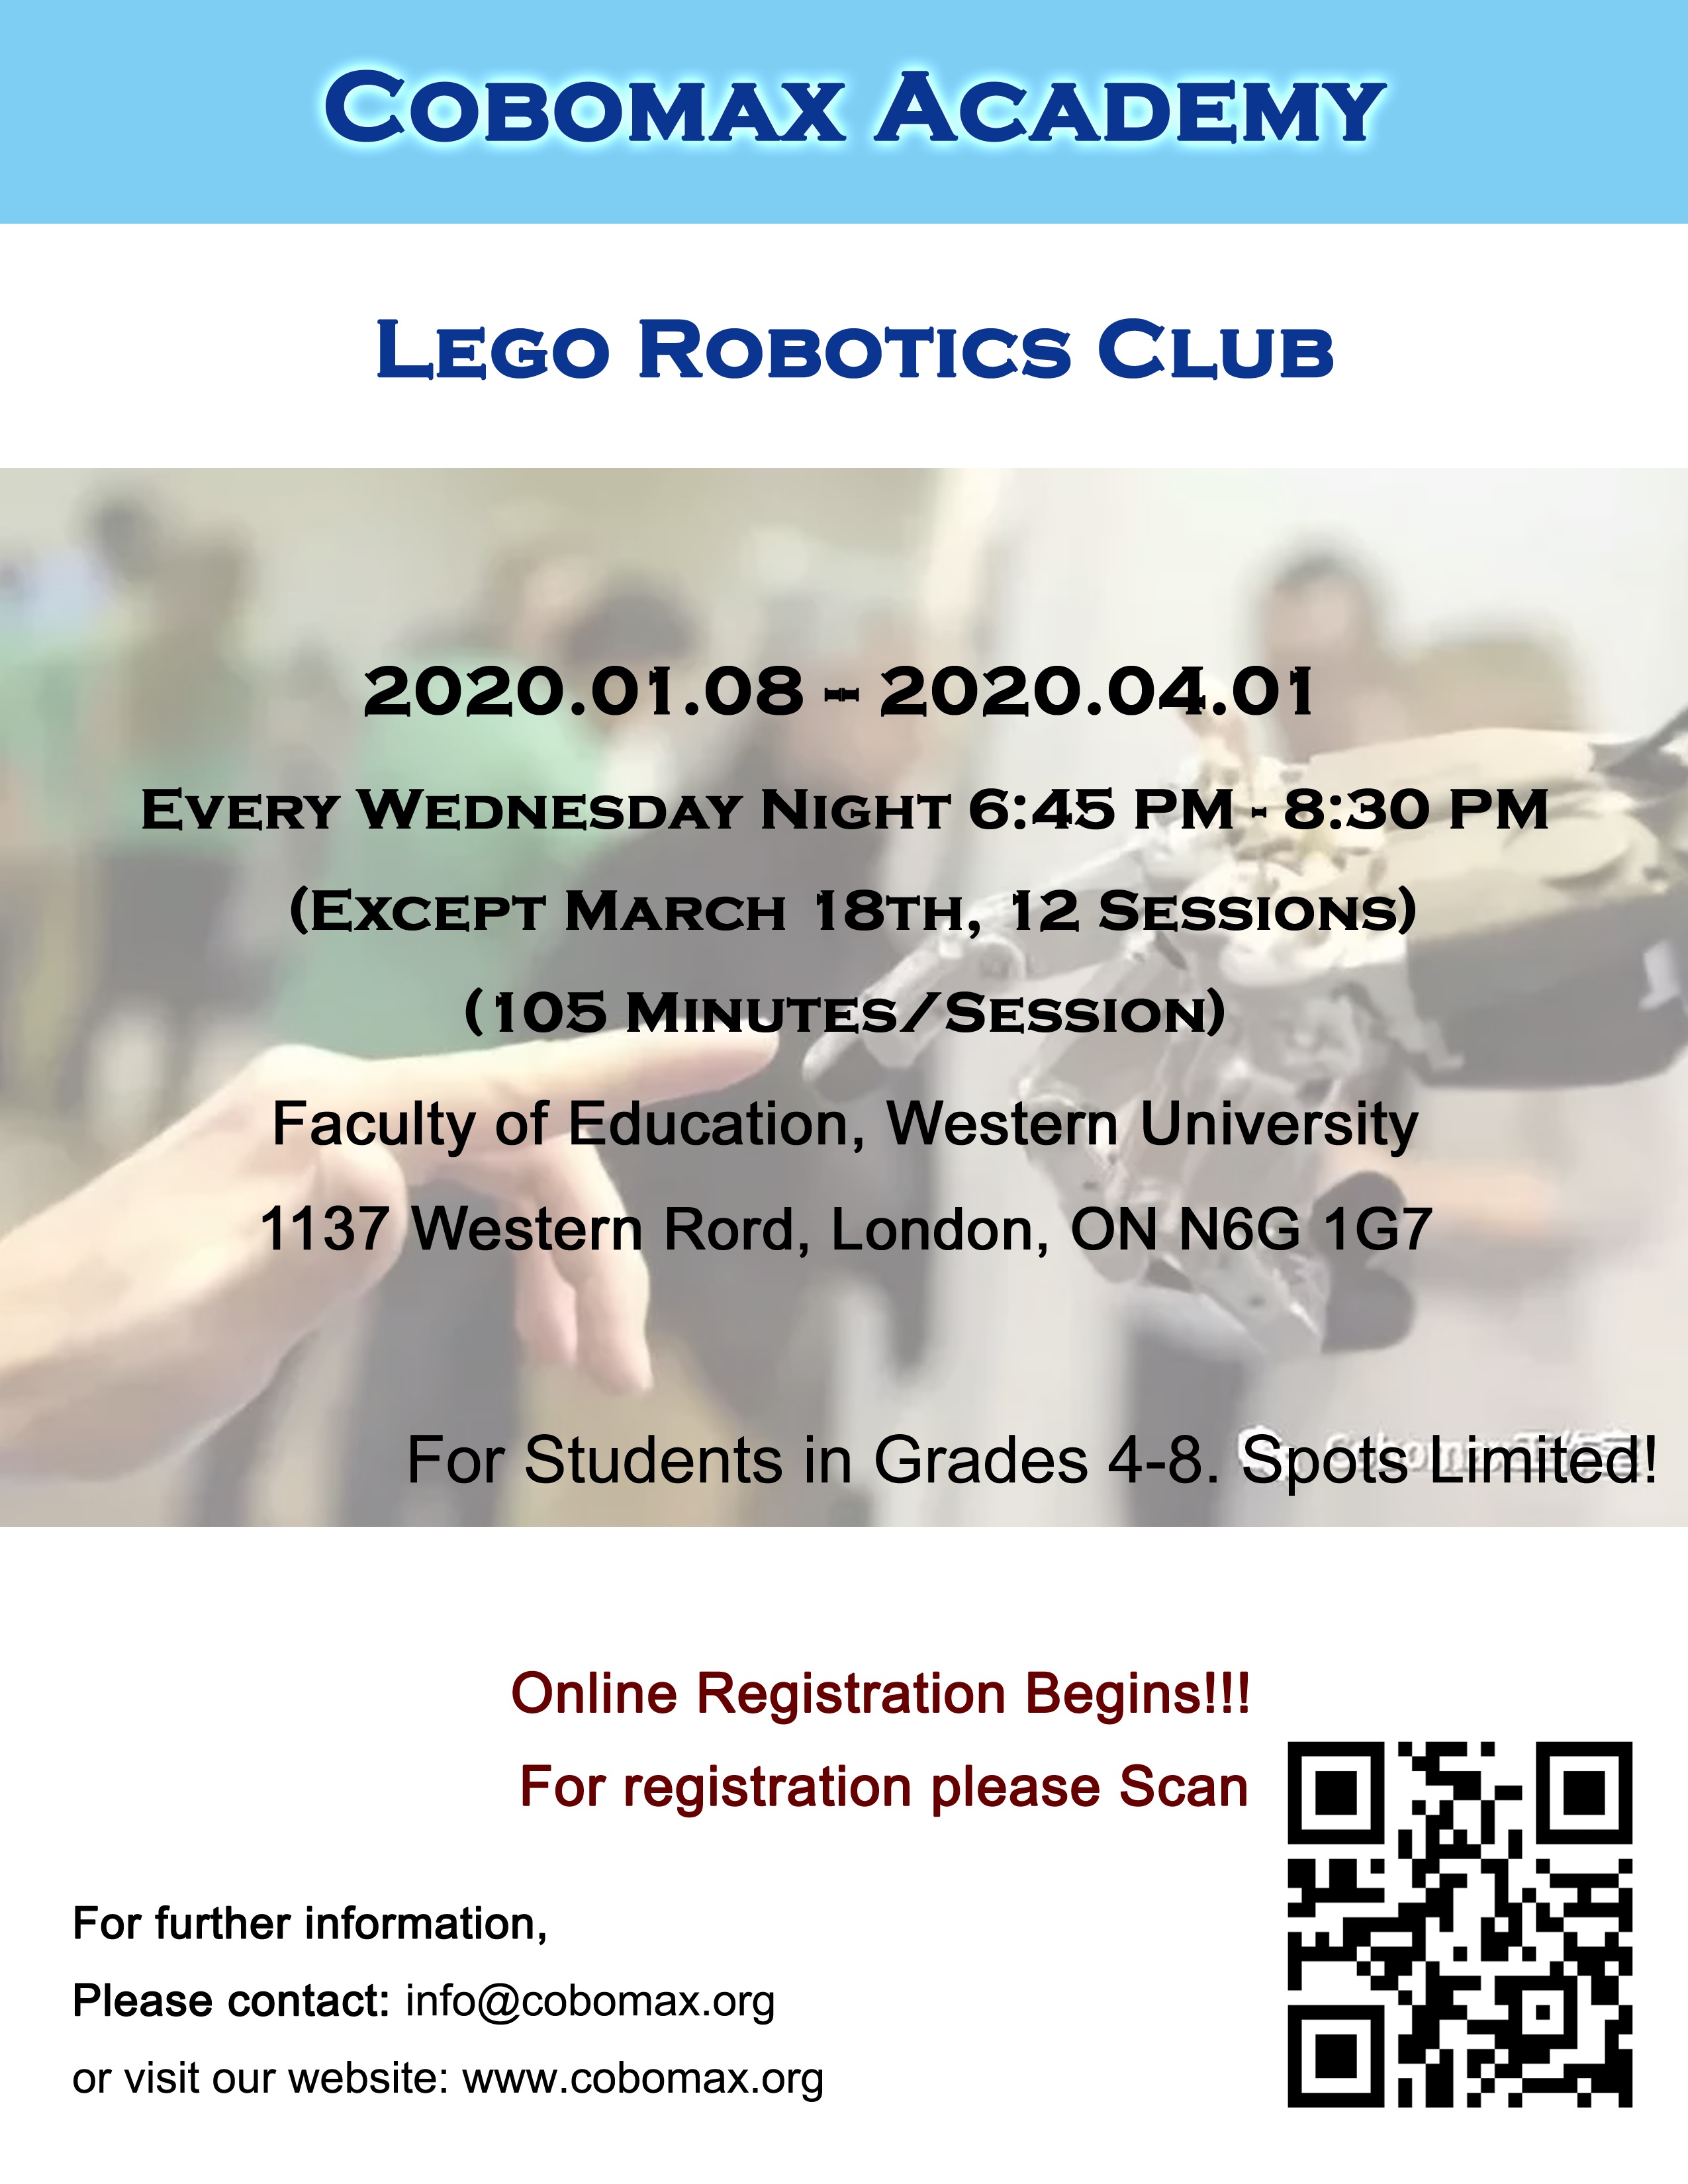 Cobomax Academy
Lego Robotics Club
2020.01.08 -- 2020.04.01
Every Wednesday Night 6:45 PM - 8:30 PM
(Except March 18th, 12 Sessions)
(105 Minutes/Session)
Faculty of Education, Western University
1137 Western Rord, London, ON N6G 1G7
For Students in Grades 4-8. Spots Limited!
Online Registration Begins!!!
For registration please Scan
For further information,
Please contact: info@cobomax.org
or visit our website: www.cobomax.org